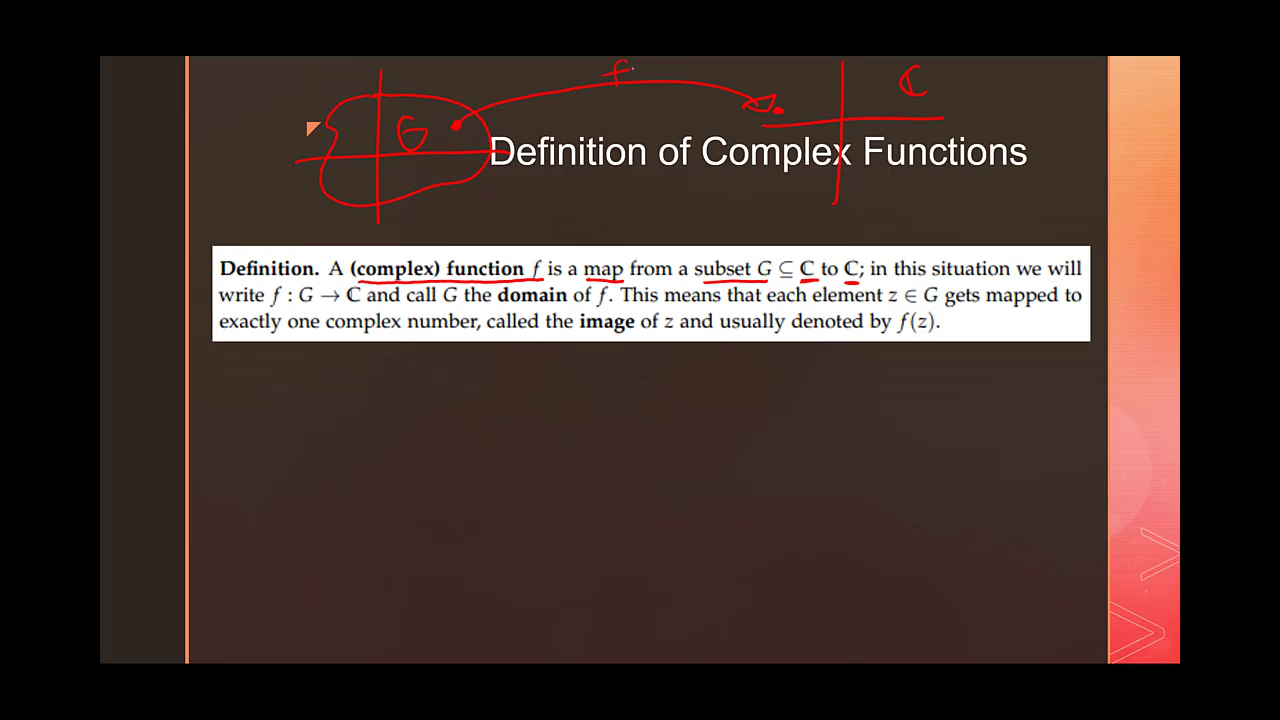 f
ℂ
G
Definition of Complex Functions
Definition. A (complex) function f is a map from a subset G ⊆ C to C; in this situation we will
write f : G → C and call G the domain of f. This means that each element z ∈ G gets mapped to
exactly one complex number, called the image of z and usually denoted by f(z).